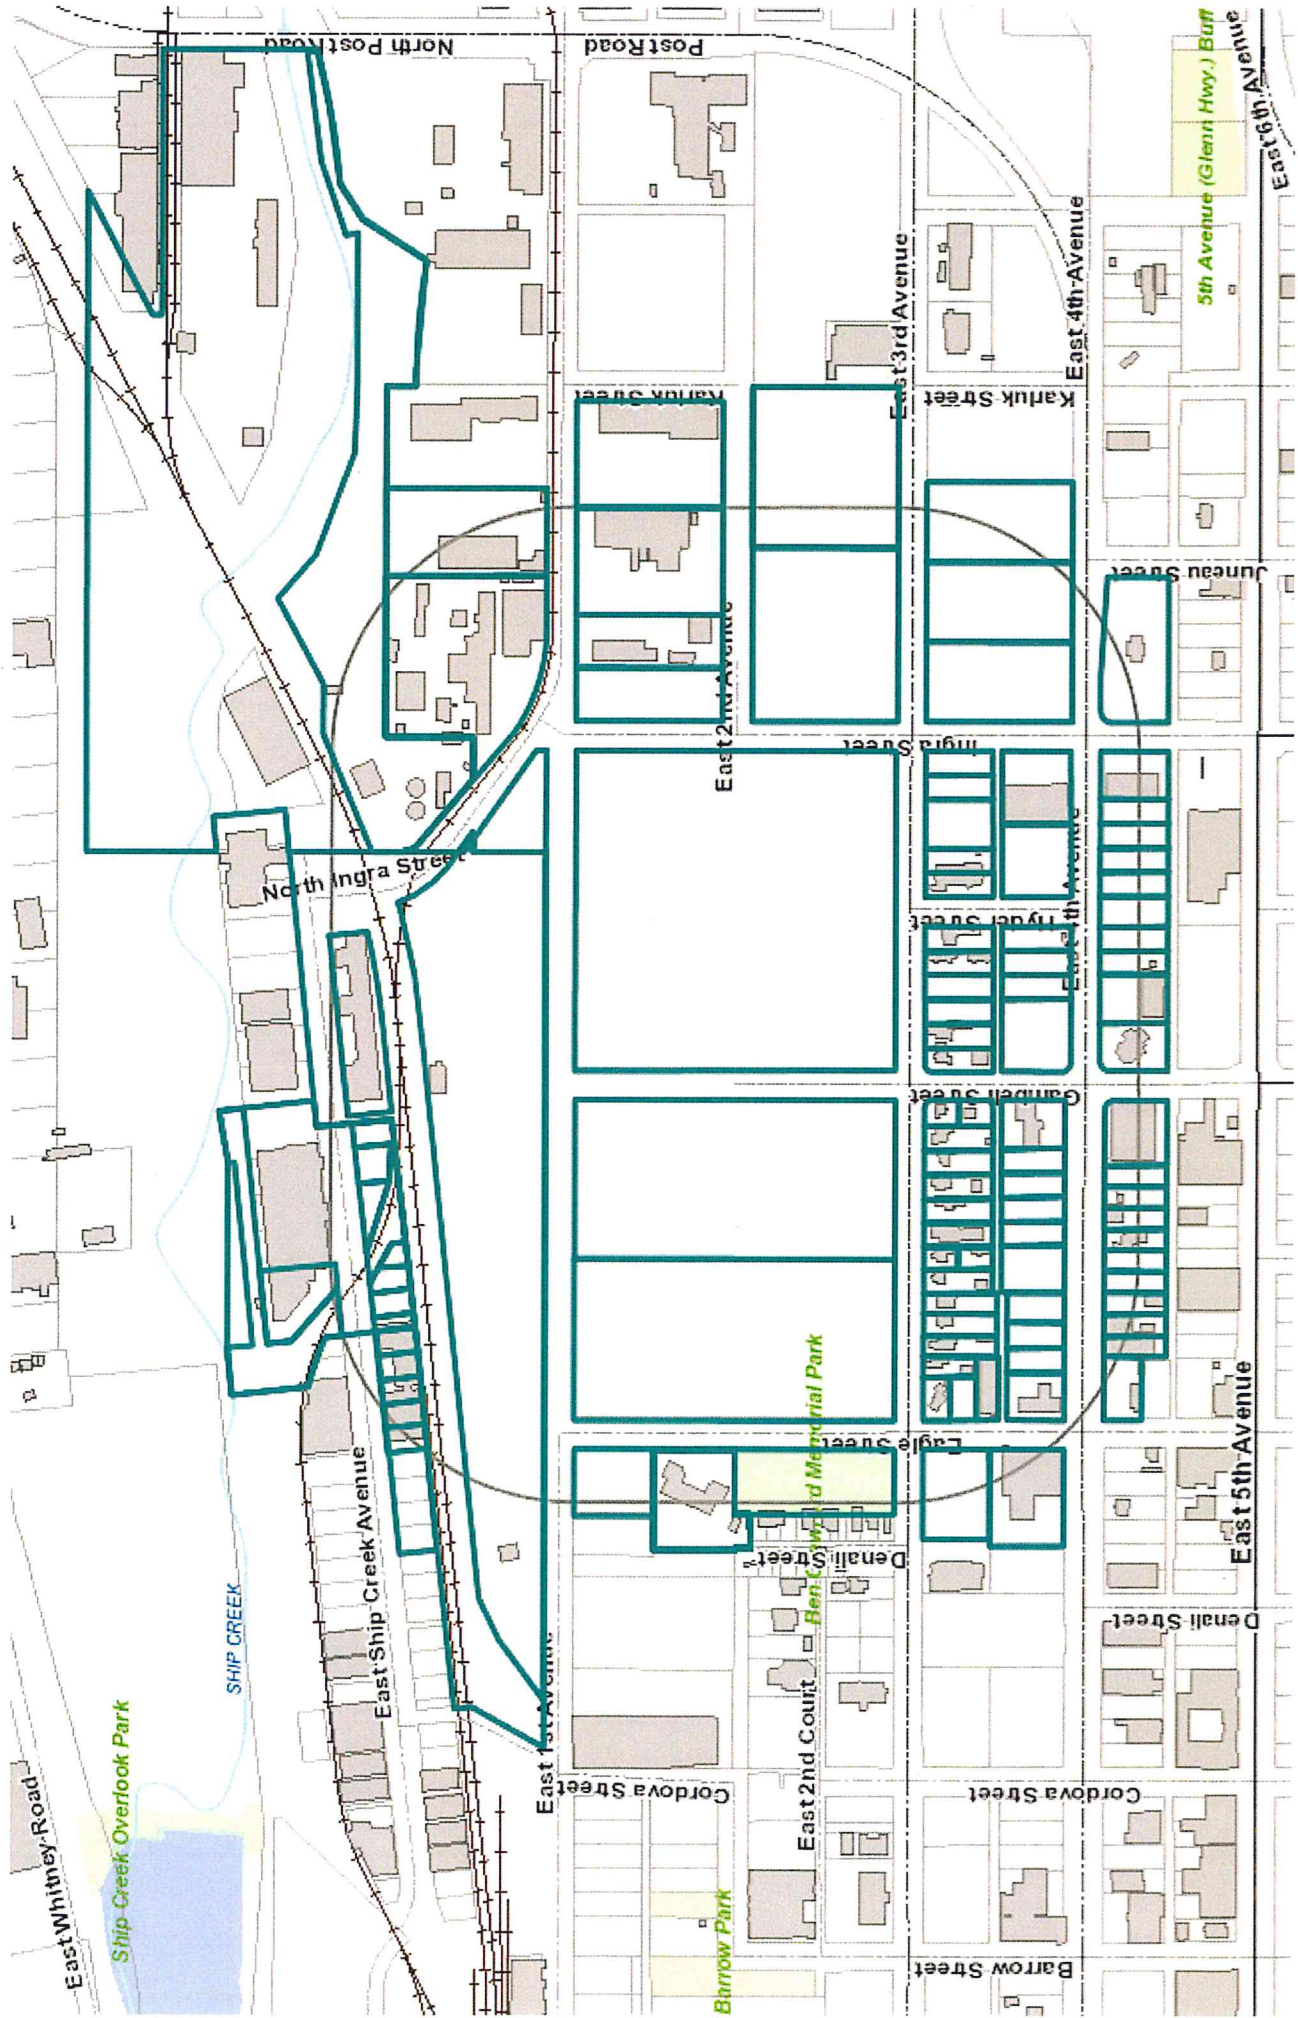 North Post Road
Post Road
5th Avenue (Glenn Hwy.) Buff
East 6th Avenue
East 3rd Avenue
East 4th Avenue
Karluk Street
Karluk Street
Juneau Street
East 2nd Avenue
Ingra Street
North Ingra Street
Hyder Street
East 4th Avenue
Gambell Street
Eagle Street
Ben Crawford Memorial Park
Denali Street
East 5th Avenue
Denali Street
East Ship Creek Avenue
SHIP CREEK
East 1st Avenue
East 2nd Court
Cordova Street
Cordova Street
East Whitney Road
Ship Creek Overlook Park
Barrow Park
Barrow Street